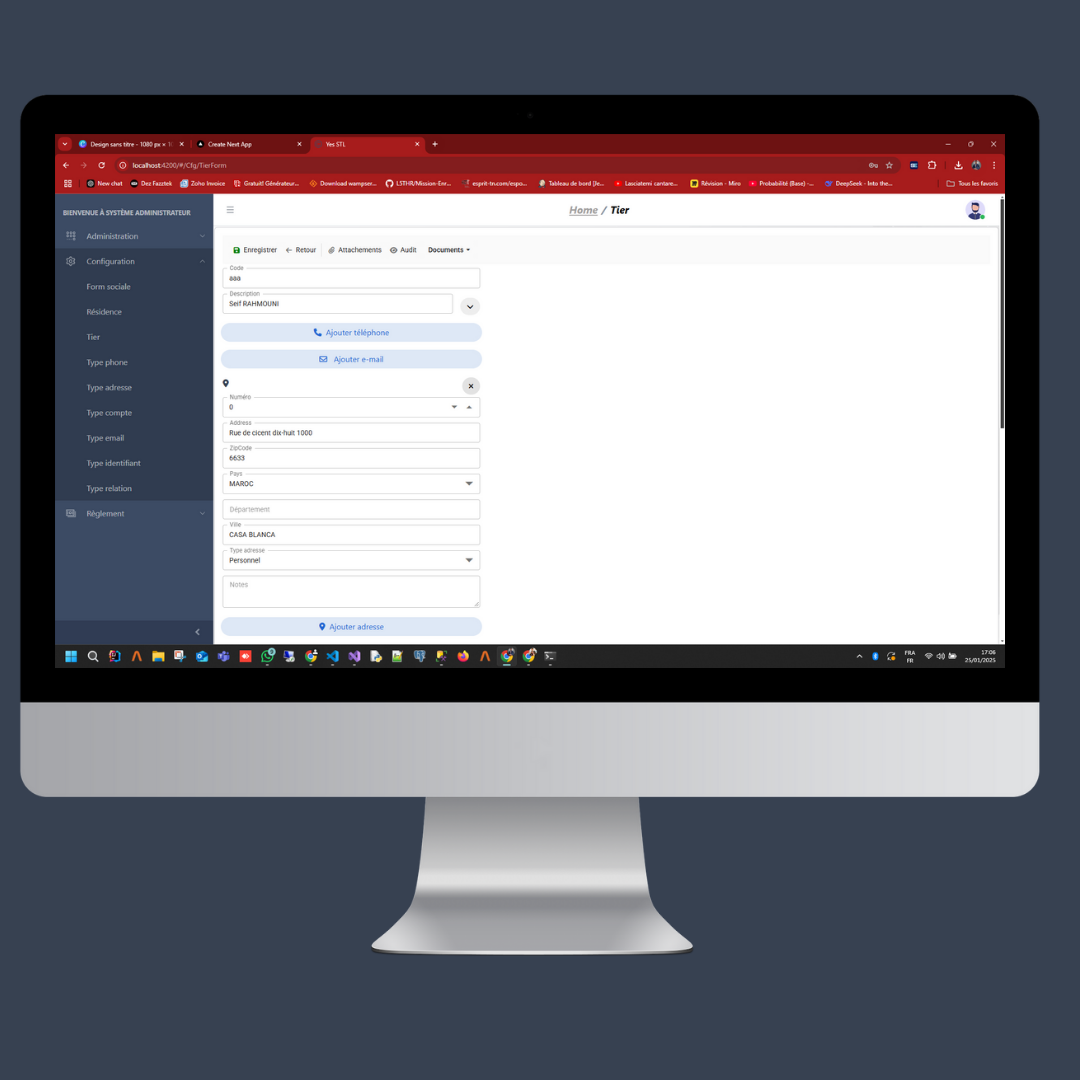 Design sans titre - 1080 px × 10
Create Next App
Yes STL
localhost:4200/#/Cfg/TierForm
New chat
Dez Fazztek
Zoho Invoice
Gratuit! Générateur...
Download wampser...
LSTHR/Mission-Enr...
esprit-tn.com/espo...
Tableau de bord [Je...
Lasciatemi cantare...
Révision - Miro
Probabilité (Base) -...
DeepSeek - Into the...
Tous les favoris
BIENVENUE À SYSTÈME ADMINISTRATEUR
Administration
Configuration
Form sociale
Résidence
Tier
Type phone
Type adresse
Type compte
Type email
Type identifiant
Type relation
Réglement
Home / Tier
Enregistrer
Retour
Attachements
Audit
Documents
Code
aaa
Description
Seif RAHMOUNI
Ajouter téléphone
Ajouter e-mail
Numéro
0
Address
Rue de cicent dix-huit 1000
ZipCode
6633
Pays
MAROC
Département
Ville
CASA BLANCA
Type adresse
Personnel
Notes
Ajouter adresse
FRA
FR
17:06
25/01/2025